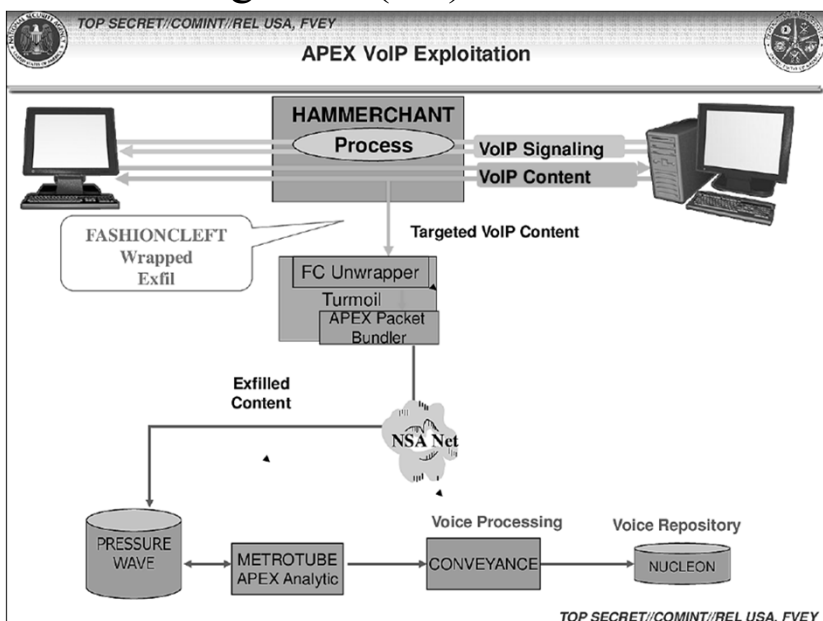 TOP SECRET//COMINT//REL USA, FVEY
APEX VoIP Exploitation
HAMMERCHANT
Process
VoIP Signaling
VoIP Content
FASHIONCLEFT
Wrapped
Exfil
Targeted VoIP Content
FC Unwrapper
Turmoil
APEX Packet
Bundler
Exfilled
Content
NSA Net
Voice Processing
Voice Repository
PRESSURE
WAVE
METROTUBE
APEX Analytic
CONVEYANCE
NUCLEON
TOP SECRET//COMINT//REL USA, FVEY